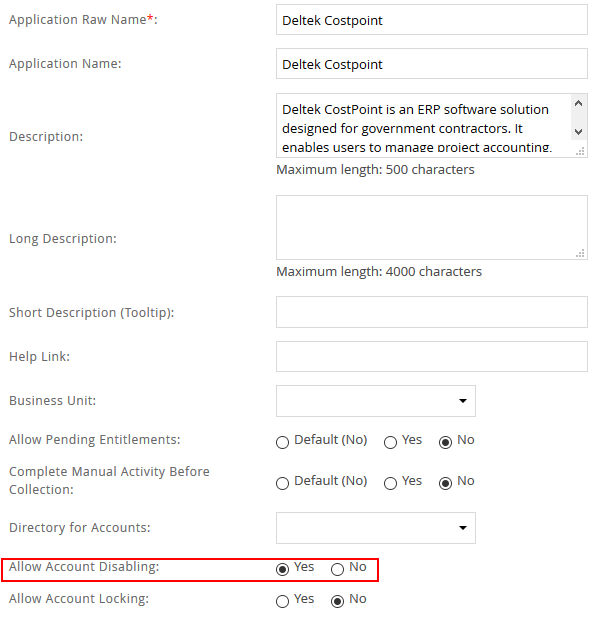 Application Raw Name*: Deltek Costpoint
Application Name: Deltek Costpoint
Description: Deltek CostPoint is an ERP software solution
designed for government contractors. It
enables users to manage project accounting,
Maximum length: 500 characters
Long Description:
Maximum length: 4000 characters
Short Description (Tooltip):
Help Link:
Business Unit:
Allow Pending Entitlements: Default (No) Yes No
Complete Manual Activity Before
Collection: Default (No) Yes No
Directory for Accounts:
Allow Account Disabling: Yes No
Allow Account Locking: Yes No